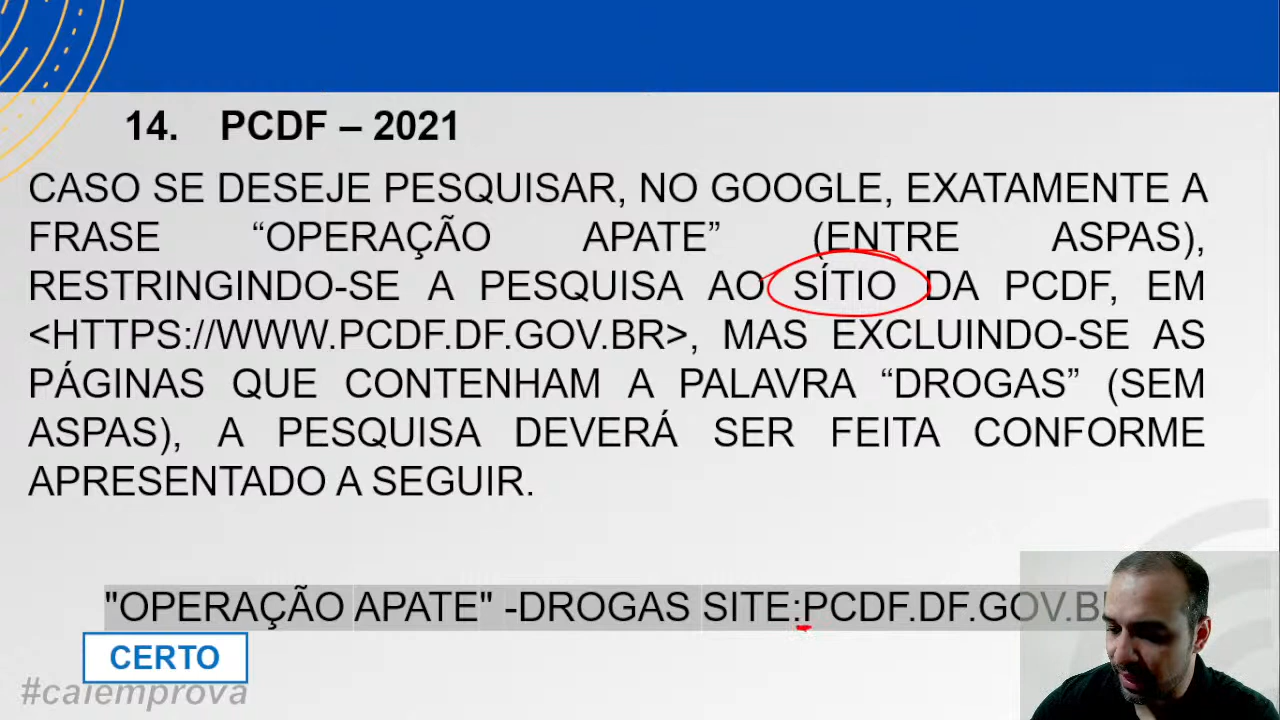 14. PCDF – 2021
CASO SE DESEJE PESQUISAR, NO GOOGLE, EXATAMENTE A
FRASE “OPERAÇÃO APATE” (ENTRE ASPAS),
RESTRINGINDO-SE A PESQUISA AO SÍTIO DA PCDF, EM
<HTTPS://WWW.PCDF.DF.GOV.BR>, MAS EXCLUINDO-SE AS
PÁGINAS QUE CONTENHAM A PALAVRA “DROGAS” (SEM
ASPAS), A PESQUISA DEVERÁ SER FEITA CONFORME
APRESENTADO A SEGUIR.
"OPERAÇÃO APATE" -DROGAS SITE:PCDF.DF.GOV.B
CERTO
#caiemprova